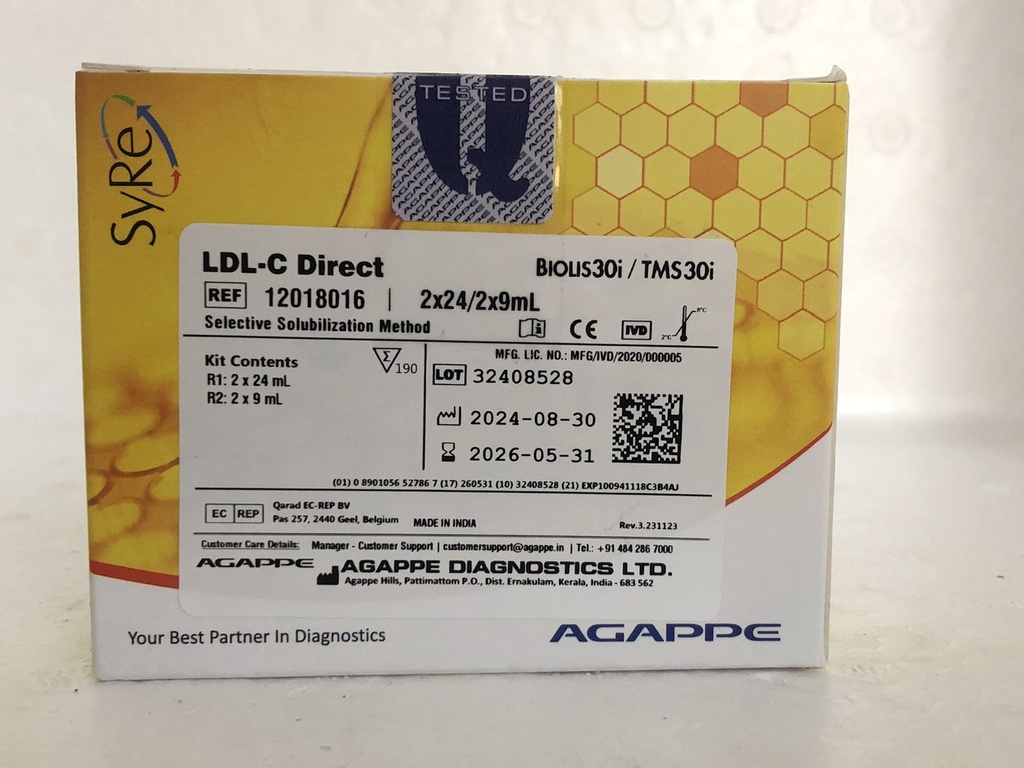 TESTED
SyRe
LDL-C Direct
BIOLIS30i / TMS30i
REF 12018016 | 2x24/2x9mL
Selective Solubilization Method
i CE IVD 2°C 8°C
Kit Contents
R1: 2 x 24 mL
R2: 2 x 9 mL
Σ 190
MFG. LIC. NO.: MFG/IVD/2020/000005
LOT 32408528
2024-08-30
2026-05-31
(01) 0 8901056 52786 7 (17) 260531 (10) 32408528 (21) EXP100941118C3B4AJ
EC REP
Qarad EC-REP BV
Pas 257, 2440 Geel, Belgium MADE IN INDIA
Rev.3.231123
Customer Care Details: Manager - Customer Support | customersupport@agappe.in | Tel.: +91 484 286 7000
AGAPPE AGAPPE DIAGNOSTICS LTD.
Agappe Hills, Pattimattom P.O., Dist. Ernakulam, Kerala, India - 683 562
Your Best Partner In Diagnostics
AGAPPE